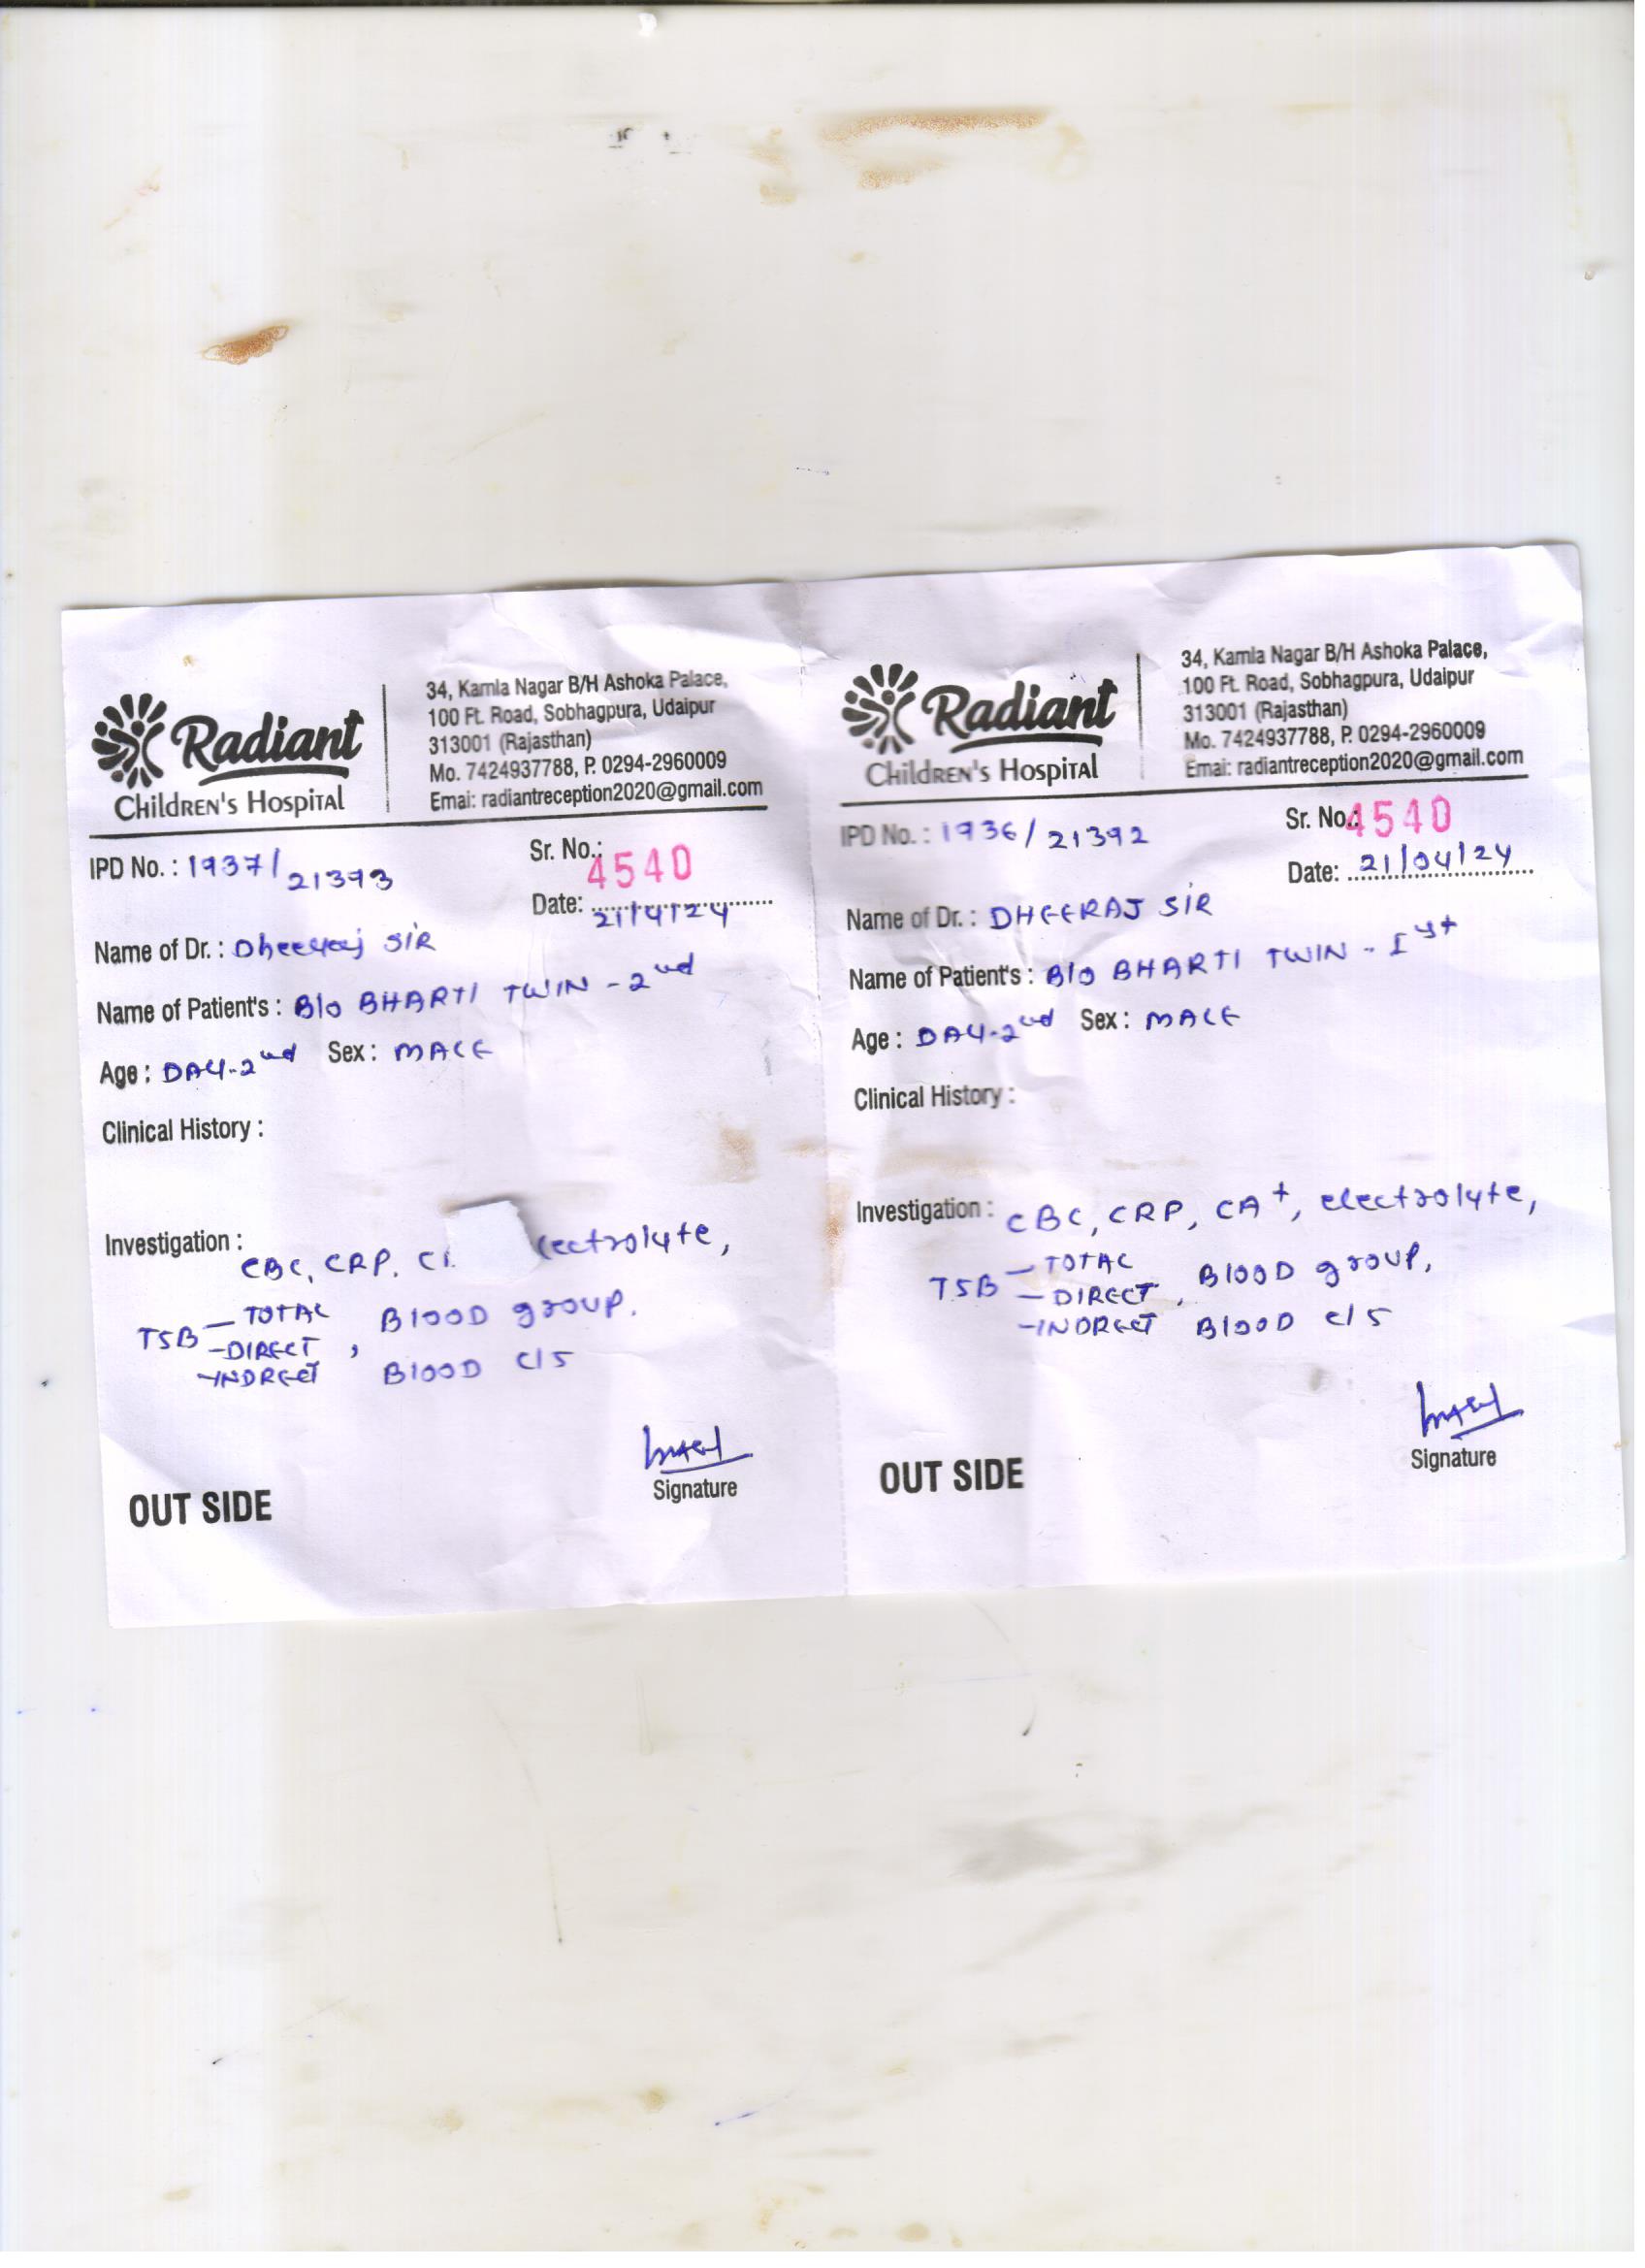 Radiant
Children's Hospital
34, Kamla Nagar B/H Ashoka Palace,
100 Ft. Road, Sobhagpura, Udaipur
313001 (Rajasthan)
Mo. 7424937788, P. 0294-2960009
Emai: radiantreception2020@gmail.com
IPD No. : 1937/21393
Sr. No.: 4540
Date: 21/4/24
Name of Dr. : Dheeraj SIR
Name of Patient's : B/o BHARTI TWIN - 2nd
Age : DAY-2nd Sex : MALE
Clinical History :
Investigation : CBC, CRP, electrolyte,
TSB - TOTAL
- DIRECT , BlOOD group.
- INDRECT BlOOD C/S
Signature
OUT SIDE
Radiant
Children's Hospital
34, Kamla Nagar B/H Ashoka Palace,
100 Ft. Road, Sobhagpura, Udaipur
313001 (Rajasthan)
Mo. 7424937788, P. 0294-2960009
Emai: radiantreception2020@gmail.com
IPD No. : 1936/21392
Sr. No.: 4540
Date: 21/04/24
Name of Dr. : DHEERAJ SIR
Name of Patient's : B/o BHARTI TWIN - Ist
Age : DAY-2nd Sex : MALE
Clinical History :
Investigation : CBC, CRP, CA+, electrolyte,
TSB - TOTAL
- DIRECT , BlOOD group,
- INDRECT BlOOD C/S
Signature
OUT SIDE